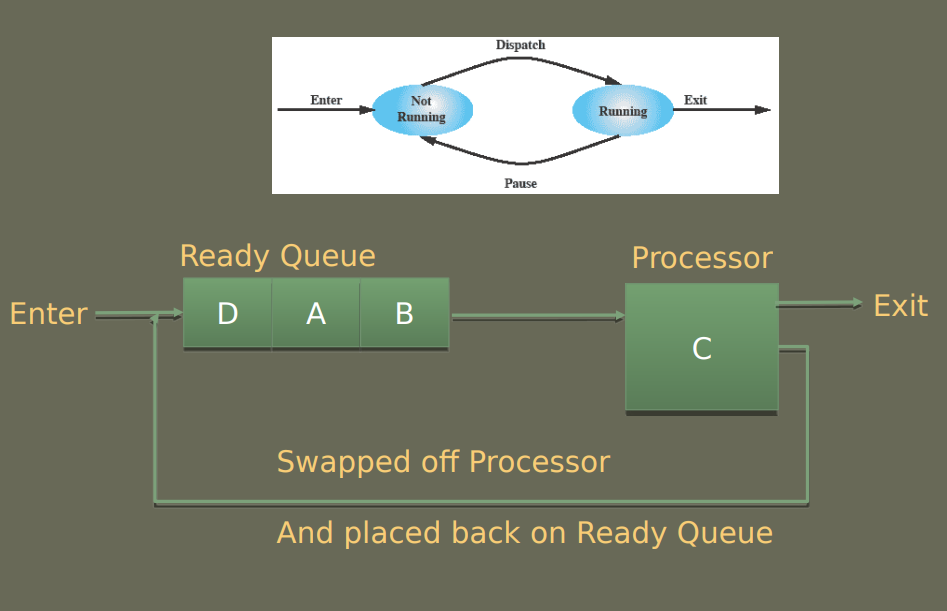 Dispatch
Enter
Not
Running
Running
Exit
Pause
Ready Queue
Processor
Enter
D A B
C
Exit
Swapped off Processor
And placed back on Ready Queue